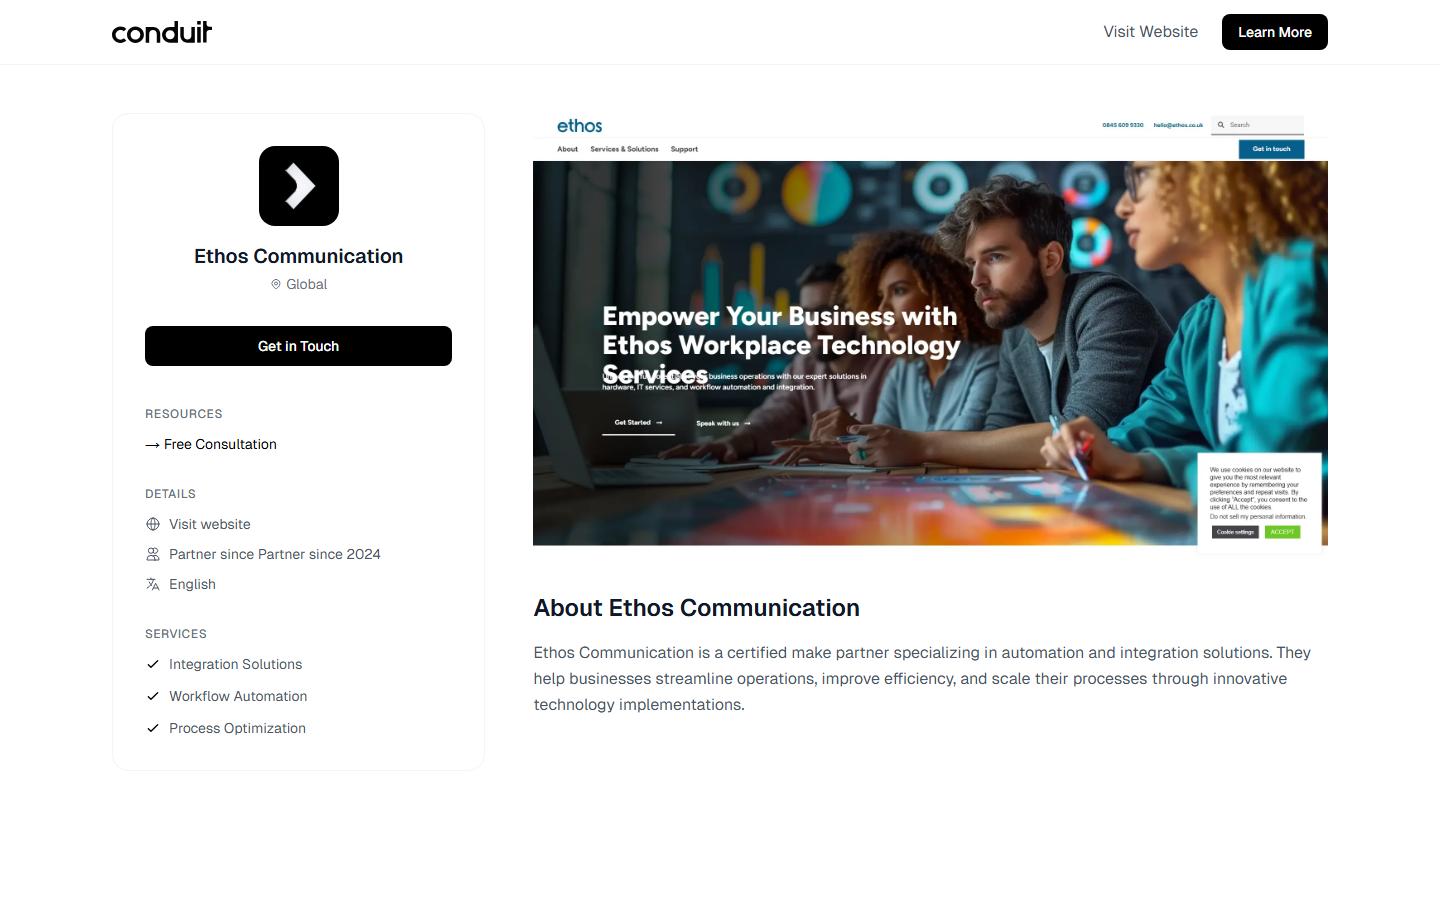 conduit
Visit Website
Learn More
Ethos Communication
Global
Get in Touch
RESOURCES
→ Free Consultation
DETAILS
Visit website
Partner since Partner since 2024
English
SERVICES
Integration Solutions
Workflow Automation
Process Optimization
ethos
0845 609 9330
hello@ethos.co.uk
Search
About
Services & Solutions
Support
Get in touch
Empower Your Business with
Ethos Workplace Technology
Services
business operations with our expert solutions in
hardware, IT services, and workflow automation and integration.
Get Started →
Speak with us →
We use cookies on our website to
give you the most relevant
experience by remembering your
preferences and repeat visits. By
clicking "Accept", you consent to the
use of ALL the cookies.
Do not sell my personal information.
Cookie settings
ACCEPT
About Ethos Communication
Ethos Communication is a certified make partner specializing in automation and integration solutions. They
help businesses streamline operations, improve efficiency, and scale their processes through innovative
technology implementations.